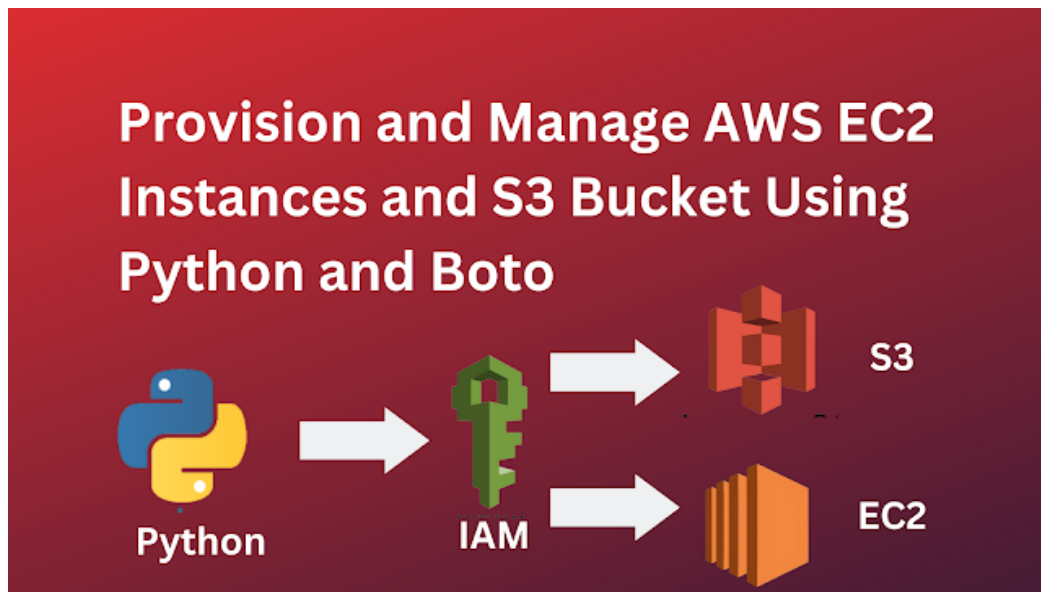 Provision and Manage AWS EC2
Instances and S3 Bucket Using
Python and Boto
S3
Python
IAM
EC2